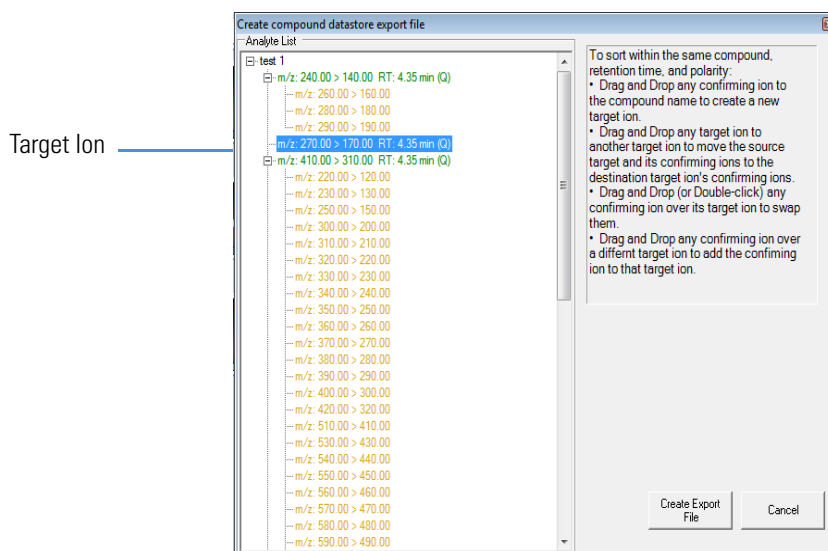 Create compound datastore export file
Analyte List
test 1
m/z: 240.00 > 140.00 RT: 4.35 min (Q)
m/z: 260.00 > 160.00
m/z: 280.00 > 180.00
m/z: 290.00 > 190.00
Target Ion
m/z: 270.00 > 170.00 RT: 4.35 min (Q)
m/z: 410.00 > 310.00 RT: 4.35 min (Q)
m/z: 220.00 > 120.00
m/z: 230.00 > 130.00
m/z: 250.00 > 150.00
m/z: 300.00 > 200.00
m/z: 310.00 > 210.00
m/z: 320.00 > 220.00
m/z: 330.00 > 230.00
m/z: 340.00 > 240.00
m/z: 350.00 > 250.00
m/z: 360.00 > 260.00
m/z: 370.00 > 270.00
m/z: 380.00 > 280.00
m/z: 390.00 > 290.00
m/z: 400.00 > 300.00
m/z: 420.00 > 320.00
m/z: 510.00 > 410.00
m/z: 530.00 > 430.00
m/z: 540.00 > 440.00
m/z: 550.00 > 450.00
m/z: 560.00 > 460.00
m/z: 570.00 > 470.00
m/z: 580.00 > 480.00
m/z: 590.00 > 490.00
To sort within the same compound,
retention time, and polarity:
• Drag and Drop any confirming ion to
the compound name to create a new
target ion.
• Drag and Drop any target ion to
another target ion to move the source
target and its confirming ions to the
destination target ion's confirming ions.
• Drag and Drop (or Double-click) any
confirming ion over its target ion to swap
them.
• Drag and Drop any confirming ion over
a differnt target ion to add the confiming
ion to that target ion.
Create Export
File
Cancel